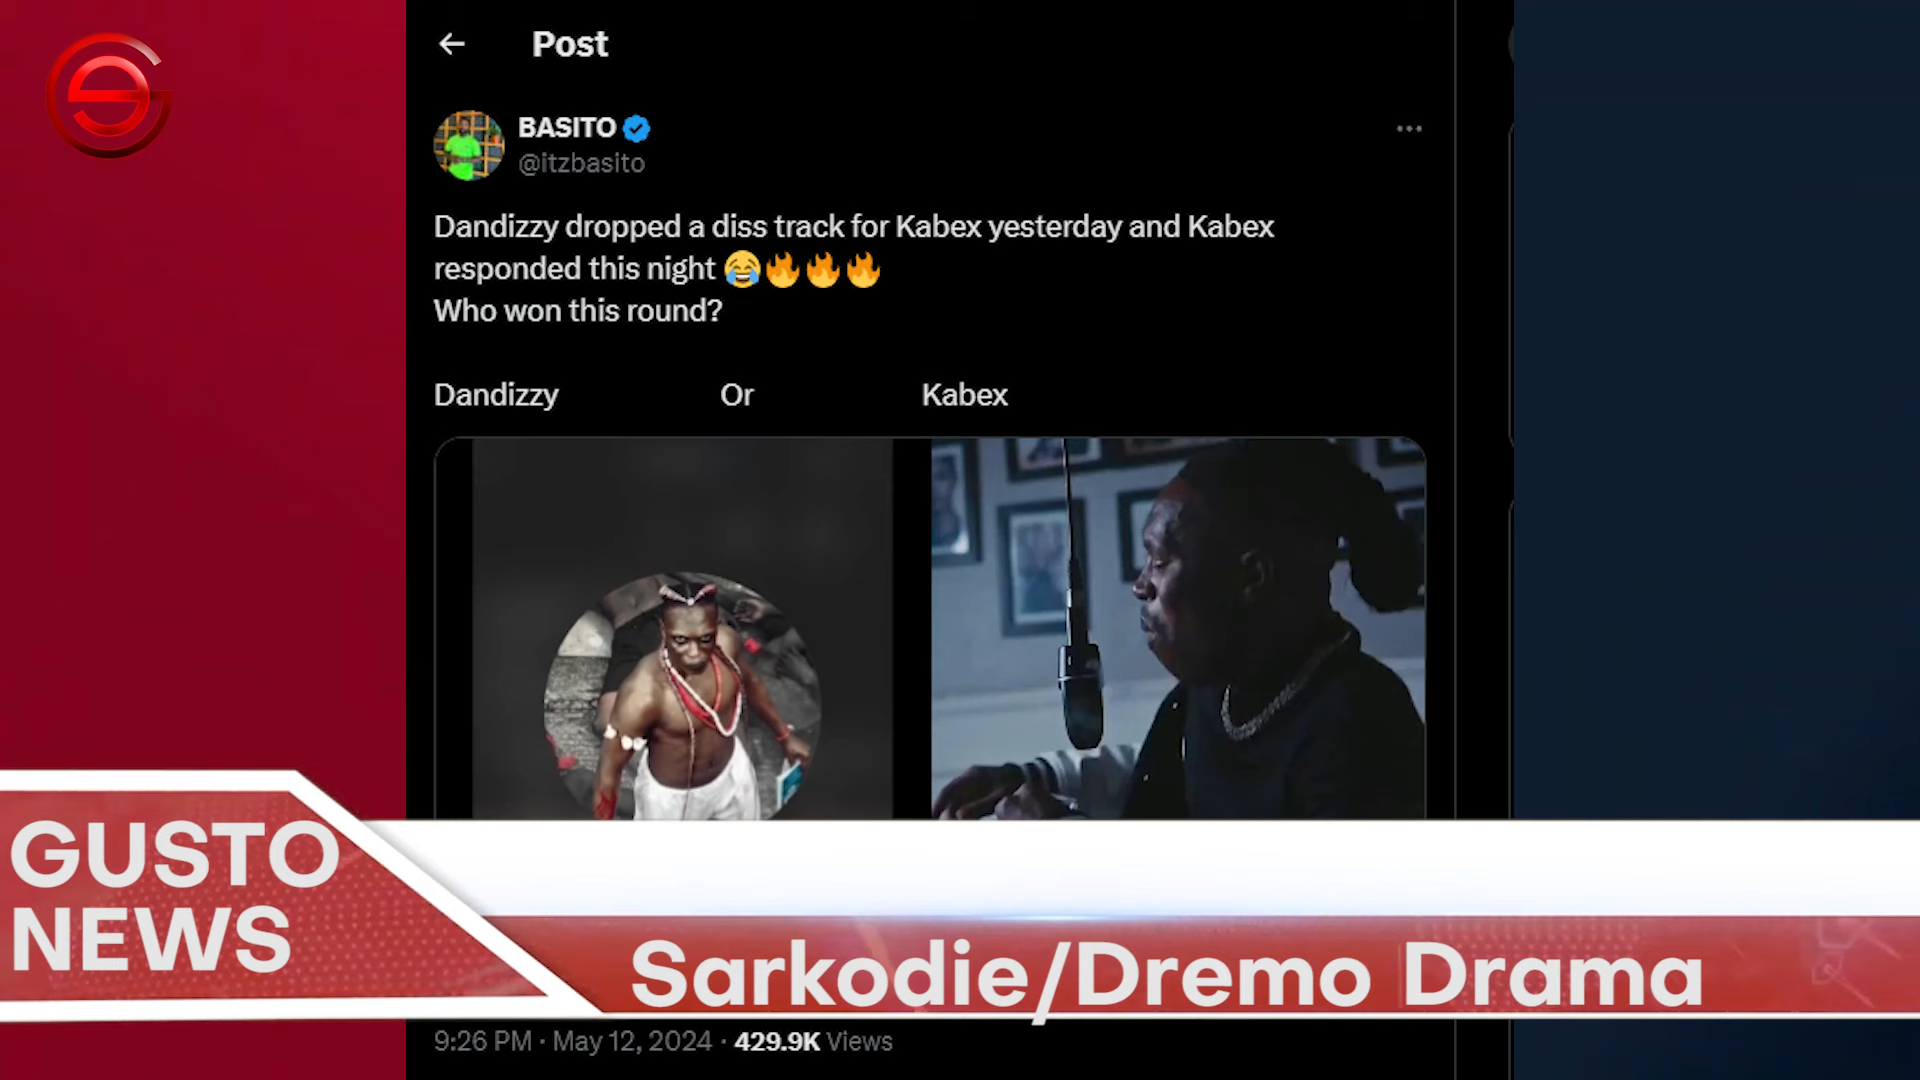 Post
BASITO
@itzbasito
Dandizzy dropped a diss track for Kabex yesterday and Kabex
responded this night 😂🔥🔥🔥
Who won this round?
Dandizzy Or Kabex
GUSTO
NEWS
Sarkodie/Dremo Drama
9:26 PM · May 12, 2024 · 429.9K Views